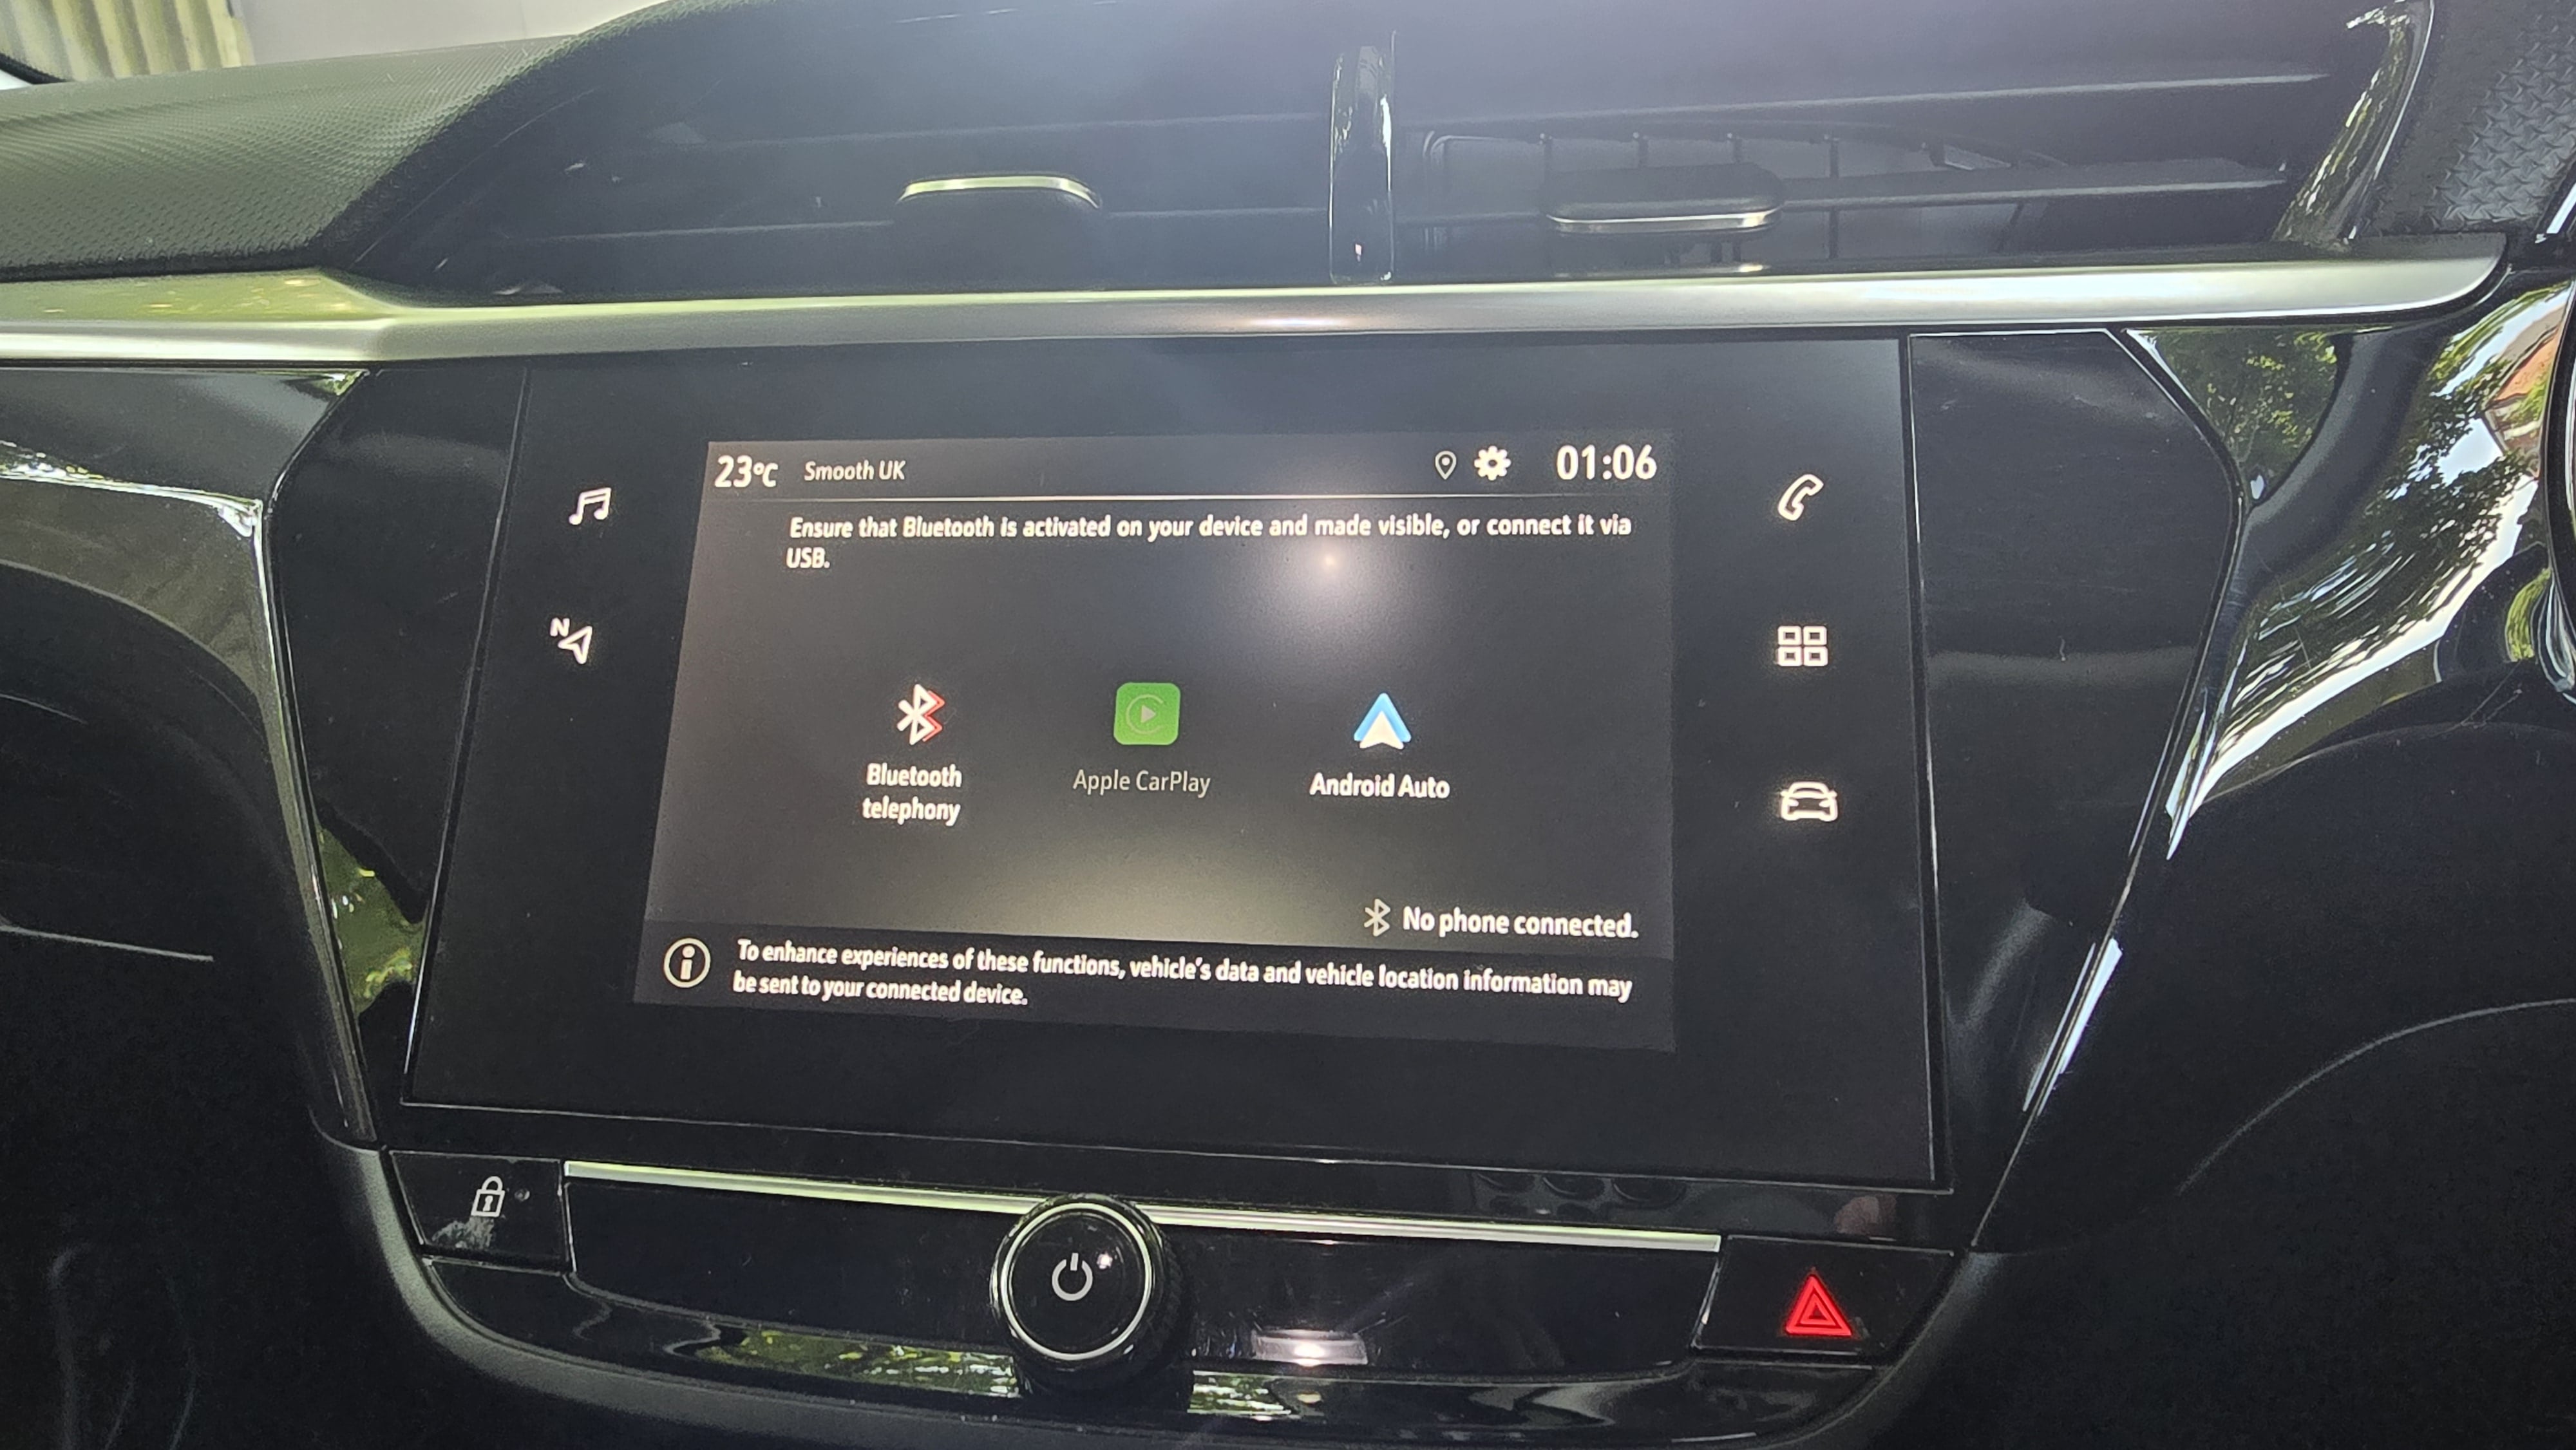 23°C Smooth UK 01:06
Ensure that Bluetooth is activated on your device and made visible, or connect it via
USB.
N
Bluetooth
telephony
Apple CarPlay
Android Auto
No phone connected.
To enhance experiences of these functions, vehicle's data and vehicle location information may
be sent to your connected device.